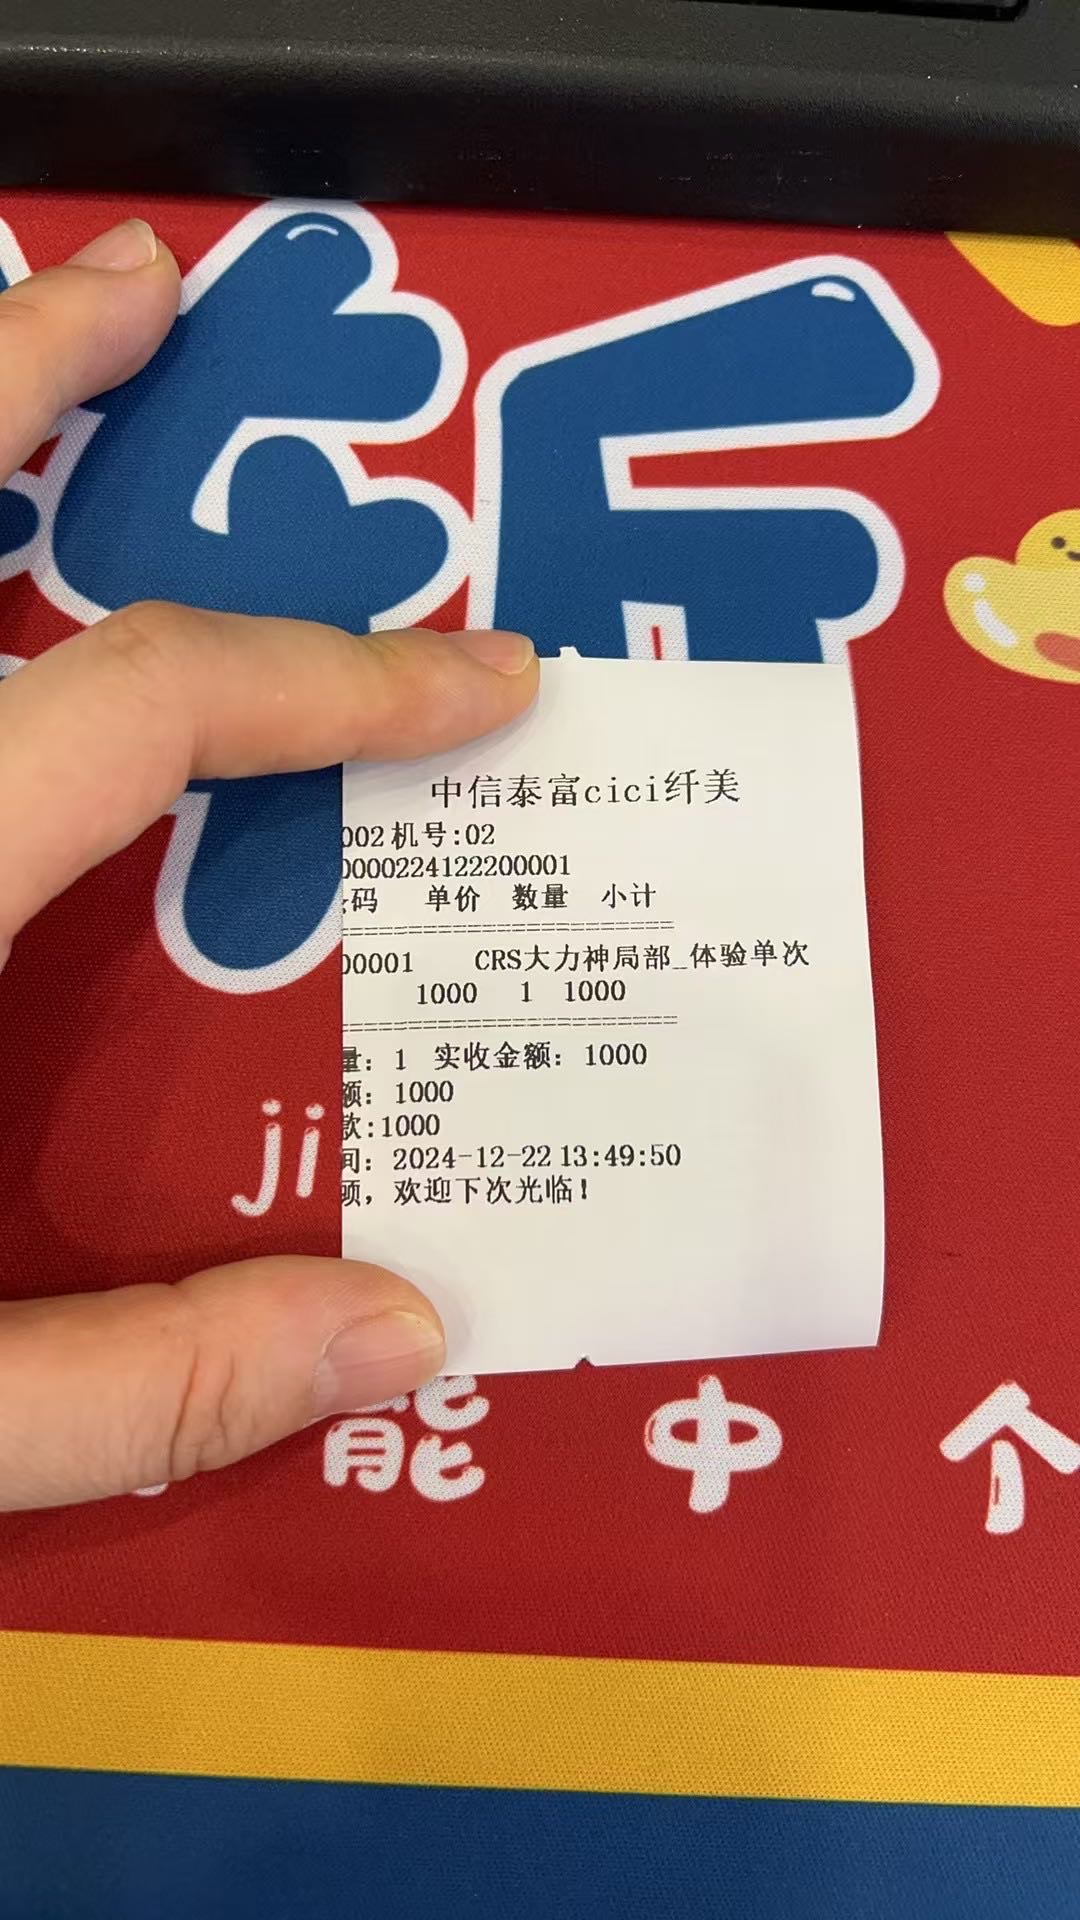 ji
中信泰富cici纤美
002机号:02
0000224122200001
码 单价 数量 小计
00001 CRS大力神局部_体验单次
1000 1 1000
量: 1 实收金额: 1000
额: 1000
款:1000
间: 2024-12-22 13:49:50
顾, 欢迎下次光临!
能 中 个